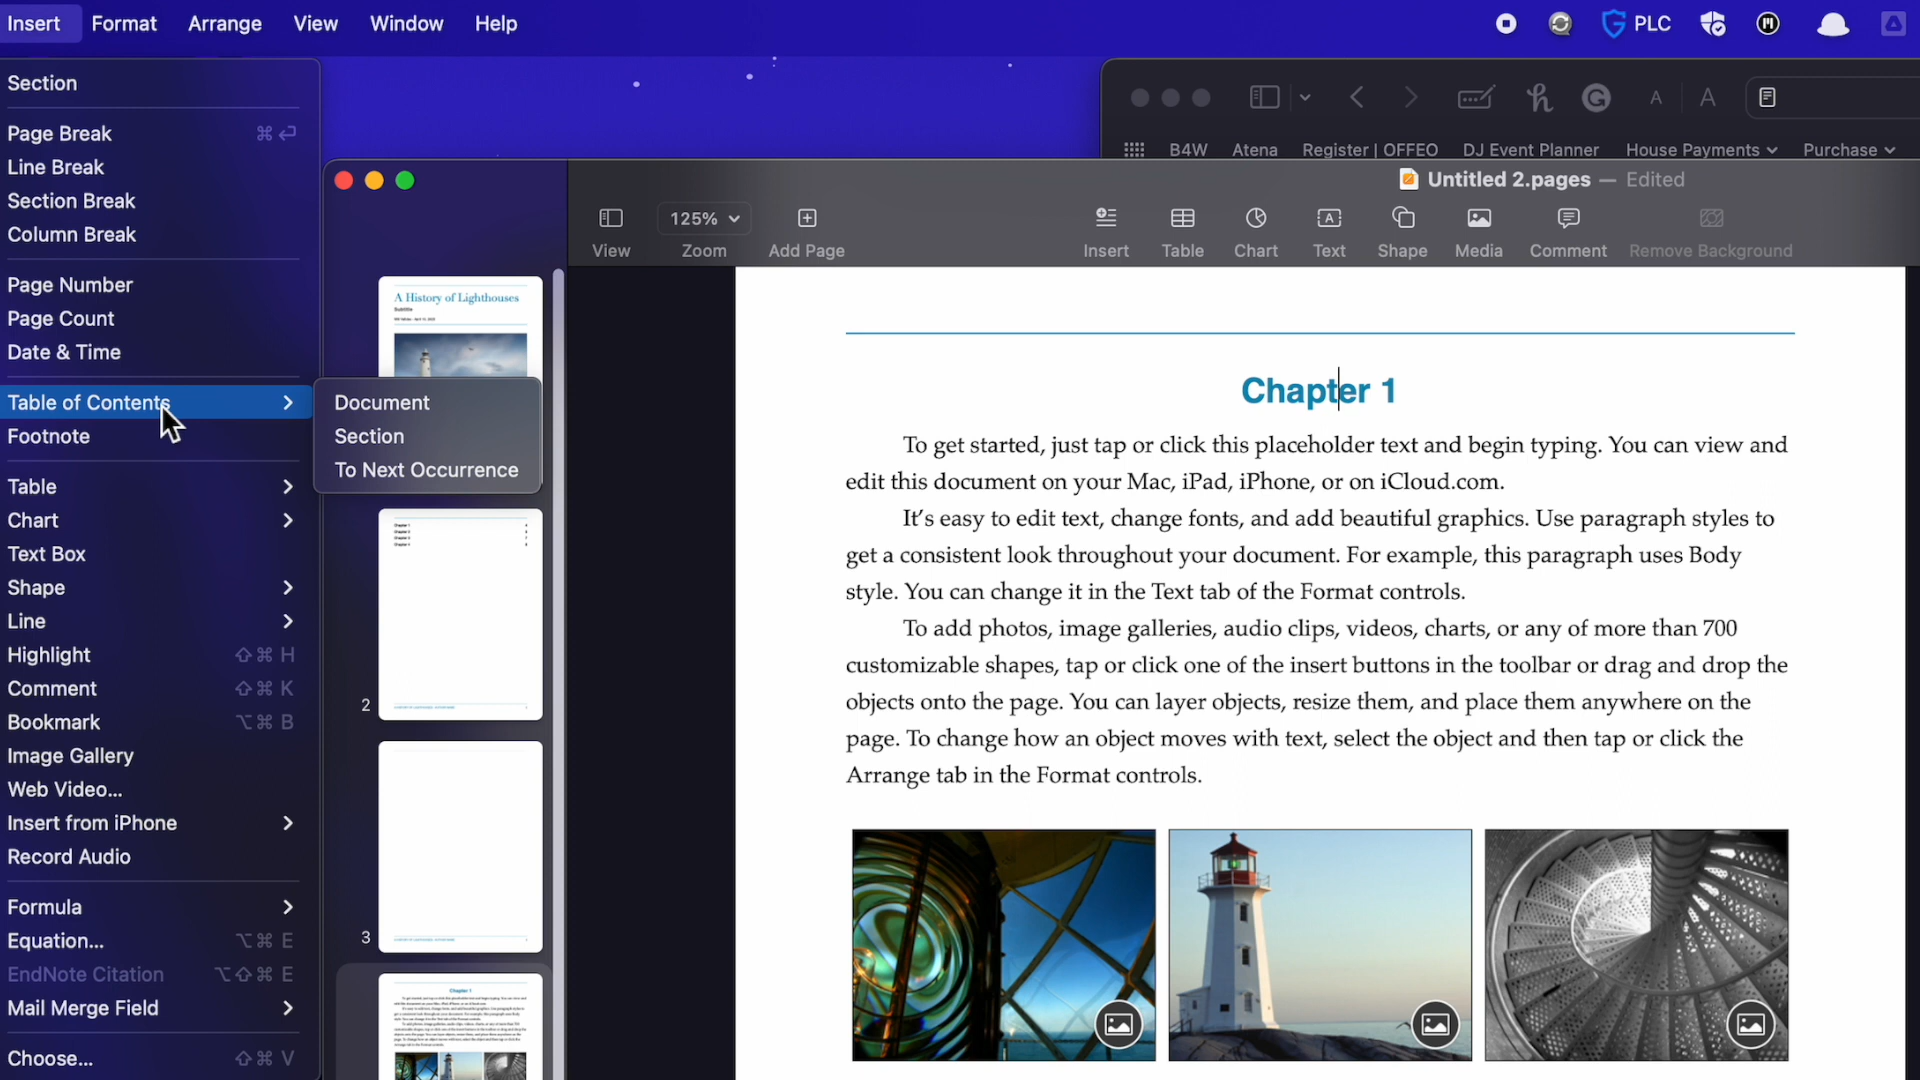 Insert Format Arrange View Window Help PLC
Section
Page Break ⌘ ↩
Line Break
Section Break
Column Break
Page Number
Page Count
Date & Time
Table of Contents
Footnote
Table
Chart
Text Box
Shape
Line
Highlight ⇧ ⌘ H
Comment ⇧ ⌘ K
Bookmark ⌥ ⌘ B
Image Gallery
Web Video...
Insert from iPhone
Record Audio
Formula
Equation... ⌥ ⌘ E
EndNote Citation ⌥ ⇧ ⌘ E
Mail Merge Field
Choose... ⇧ ⌘ V
Document
Section
To Next Occurrence
A A
B4W Atena Register | OFFEO DJ Event Planner House Payments Purchase
Untitled 2.pages — Edited
125%
View Zoom Add Page Insert Table Chart Text Shape Media Comment Remove Background
A History of Lighthouses
Subtitle
Chapter 1
2
3
Chapter 1
Chapter 1
To get started, just tap or click this placeholder text and begin typing. You can view and
edit this document on your Mac, iPad, iPhone, or on iCloud.com.
It's easy to edit text, change fonts, and add beautiful graphics. Use paragraph styles to
get a consistent look throughout your document. For example, this paragraph uses Body
style. You can change it in the Text tab of the Format controls.
To add photos, image galleries, audio clips, videos, charts, or any of more than 700
customizable shapes, tap or click one of the insert buttons in the toolbar or drag and drop the
objects onto the page. You can layer objects, resize them, and place them anywhere on the
page. To change how an object moves with text, select the object and then tap or click the
Arrange tab in the Format controls.